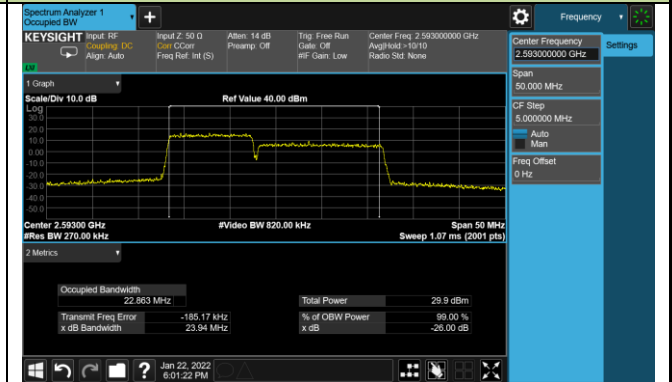 Spectrum Analyzer 1
Occupied BW
+
Frequency
KEYSIGHT Input: RF
Coupling: DC
Align: Auto
Input Z: 50 Ω
Corr CCorr
Freq Ref: Int (S)
Atten: 14 dB
Preamp: Off
Trig: Free Run
Gate: Off
#IF Gain: Low
Center Freq: 2.593000000 GHz
Avg|Hold:>10/10
Radio Std: None
LXI
Center Frequency
2.593000000 GHz
Settings
Span
50.000 MHz
CF Step
5.000000 MHz
Auto
Man
Freq Offset
0 Hz
1 Graph
Scale/Div 10.0 dB
Ref Value 40.00 dBm
Log
30.0
20.0
10.0
0.00
-10.0
-20.0
-30.0
-40.0
-50.0
Center 2.59300 GHz
#Video BW 820.00 kHz
Span 50 MHz
#Res BW 270.00 kHz
Sweep 1.07 ms (2001 pts)
2 Metrics
Occupied Bandwidth
22.863 MHz
Total Power 29.9 dBm
Transmit Freq Error -185.17 kHz
% of OBW Power 99.00 %
x dB Bandwidth 23.94 MHz
x dB -26.00 dB
?
Jan 22, 2022
6:01:22 PM